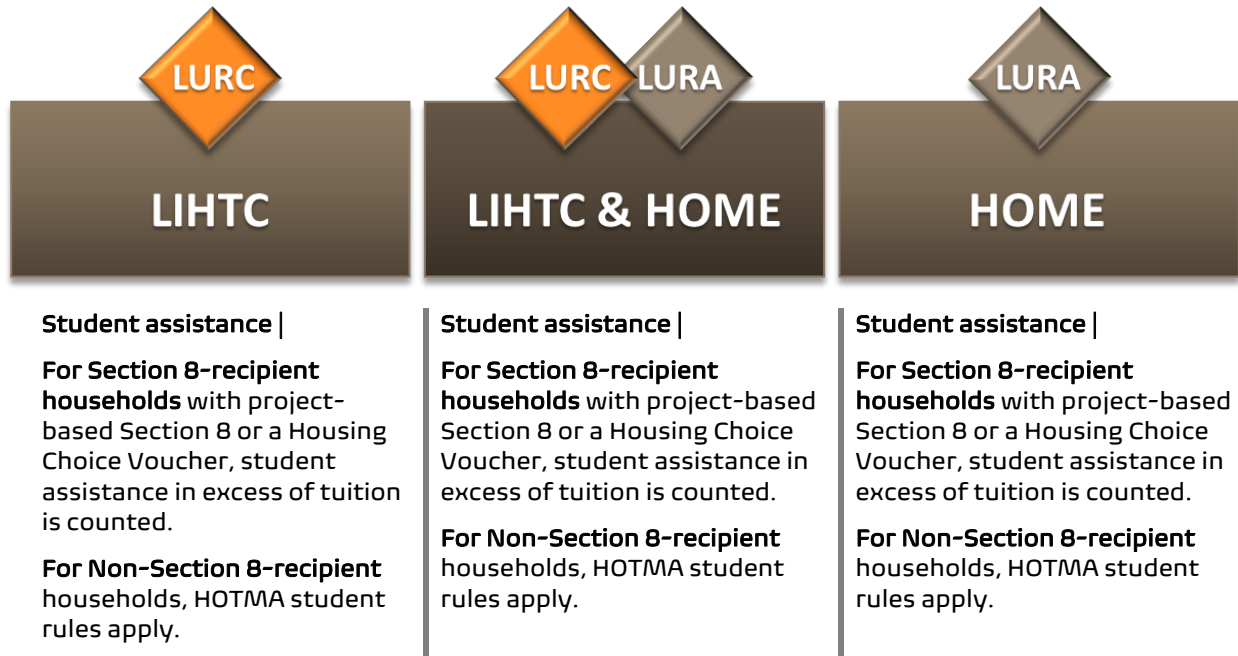 LURC
LIHTC
LURC LURA
LIHTC & HOME
LURA
HOME
Student assistance |
For Section 8-recipient
households with project-
based Section 8 or a Housing
Choice Voucher, student
assistance in excess of tuition
is counted.
For Non-Section 8-recipient
households, HOTMA student
rules apply.
Student assistance |
For Section 8-recipient
households with project-based
Section 8 or a Housing Choice
Voucher, student assistance in
excess of tuition is counted.
For Non-Section 8-recipient
households, HOTMA student
rules apply.
Student assistance |
For Section 8-recipient
households with project-based
Section 8 or a Housing Choice
Voucher, student assistance in
excess of tuition is counted.
For Non-Section 8-recipient
households, HOTMA student
rules apply.